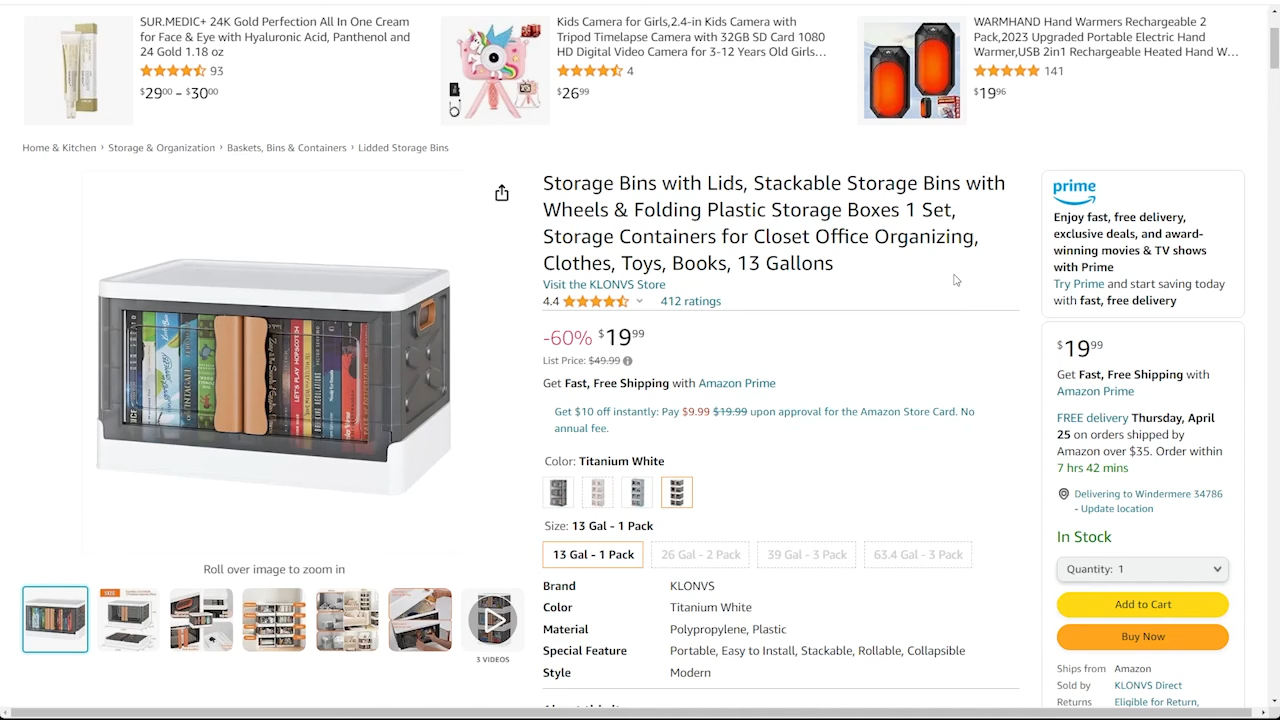 SUR.MEDIC+ 24K Gold Perfection All In One Cream
for Face & Eye with Hyaluronic Acid, Panthenol and
24 Gold 1.18 oz
93
$2900 - $3000
Kids Camera for Girls,2.4-in Kids Camera with
Tripod Timelapse Camera with 32GB SD Card 1080
HD Digital Video Camera for 3-12 Years Old Girls…
4
$2699
WARMHAND Hand Warmers Rechargeable 2
Pack,2023 Upgraded Portable Electric Hand
Warmer,USB 2in1 Rechargeable Heated Hand W…
141
$1996
Home & Kitchen › Storage & Organization › Baskets, Bins & Containers › Lidded Storage Bins
LET'S PLAY HOPSCOTCH
Roll over image to zoom in
SIZE
3 VIDEOS
Storage Bins with Lids, Stackable Storage Bins with
Wheels & Folding Plastic Storage Boxes 1 Set,
Storage Containers for Closet Office Organizing,
Clothes, Toys, Books, 13 Gallons
Visit the KLONVS Store
4.4 412 ratings
-60% $1999
List Price: $49.99
Get Fast, Free Shipping with Amazon Prime
Get $10 off instantly: Pay $9.99 $19.99 upon approval for the Amazon Store Card. No
annual fee.
Color: Titanium White
Size: 13 Gal - 1 Pack
13 Gal - 1 Pack 26 Gal - 2 Pack 39 Gal - 3 Pack 63.4 Gal - 3 Pack
Brand KLONVS
Color Titanium White
Material Polypropylene, Plastic
Special Feature Portable, Easy to Install, Stackable, Rollable, Collapsible
Style Modern
prime
Enjoy fast, free delivery,
exclusive deals, and award-
winning movies & TV shows
with Prime
Try Prime and start saving today
with fast, free delivery
$1999
Get Fast, Free Shipping with
Amazon Prime
FREE delivery Thursday, April
25 on orders shipped by
Amazon over $35. Order within
7 hrs 42 mins
Delivering to Windermere 34786
- Update location
In Stock
Quantity: 1
Add to Cart
Buy Now
Ships from Amazon
Sold by KLONVS Direct
Returns Eligible for Return,